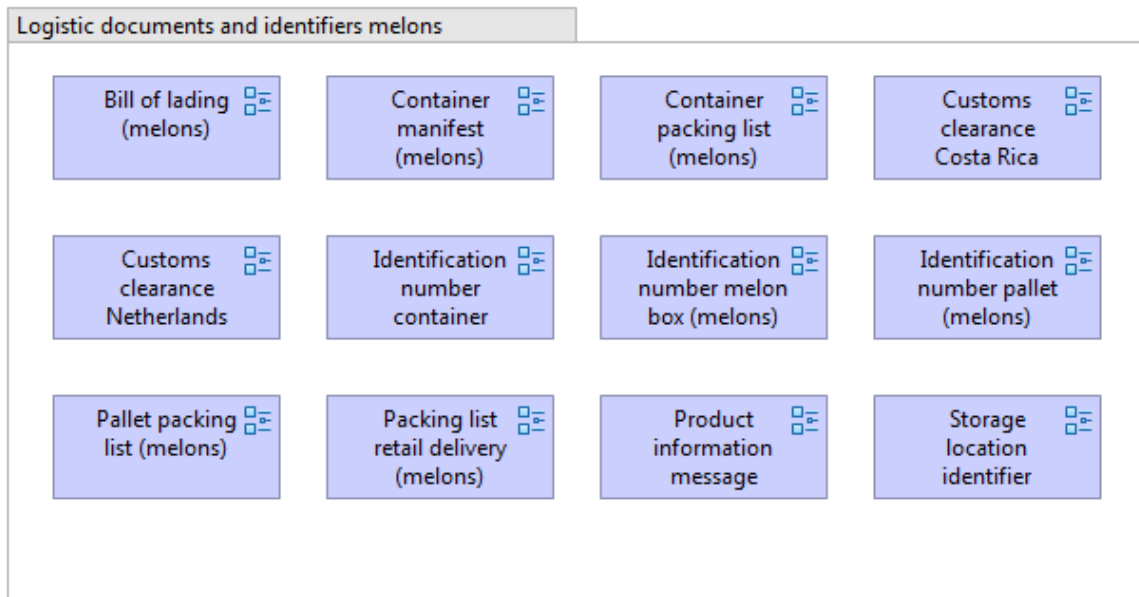 Logistic documents and identifiers melons
Bill of lading
(melons)
Container
manifest
(melons)
Container
packing list
(melons)
Customs
clearance
Costa Rica
Customs
clearance
Netherlands
Identification
number
container
Identification
number melon
box (melons)
Identification
number pallet
(melons)
Pallet packing
list (melons)
Packing list
retail delivery
(melons)
Product
information
message
Storage
location
identifier